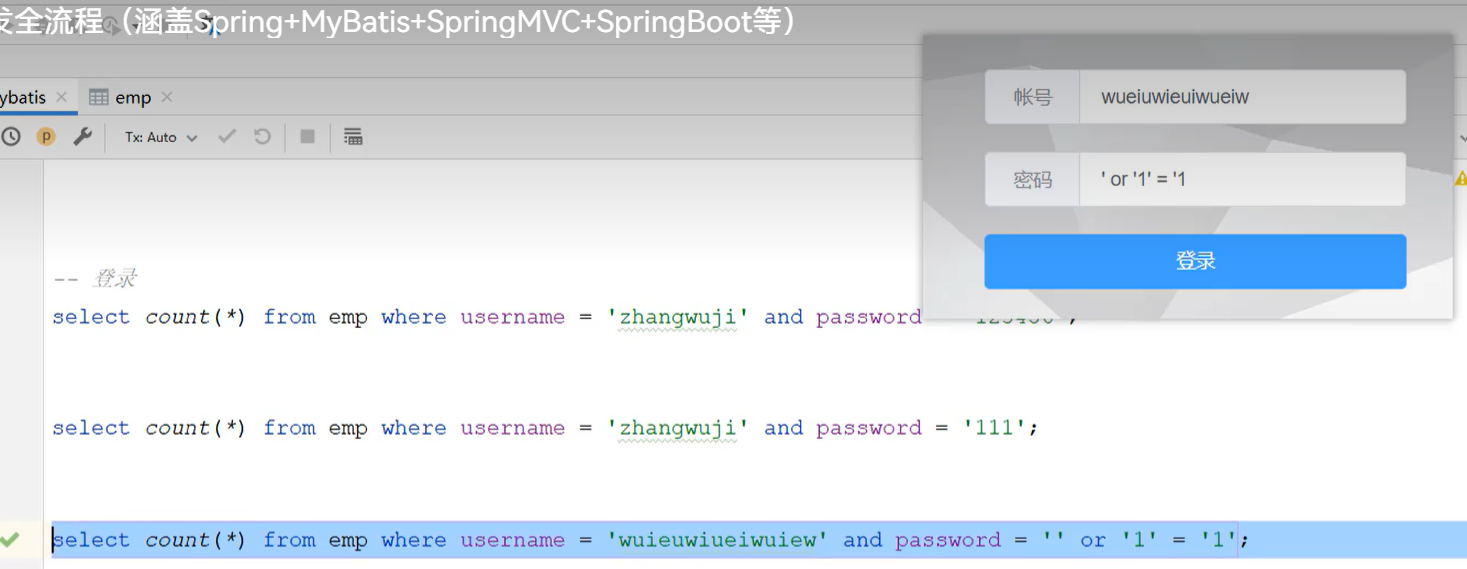 全流程（涵盖Spring+MyBatis+SpringMVC+SpringBoot等）
ybatis
emp
p
Tx: Auto
帐号 wueiuwieuiwueiw
密码 ' or '1' = '1
登录
-- 登录
select count(*) from emp where username = 'zhangwuji' and password
select count(*) from emp where username = 'zhangwuji' and password = '111';
select count(*) from emp where username = 'wuieuwiueiwuiew' and password = '' or '1' = '1';